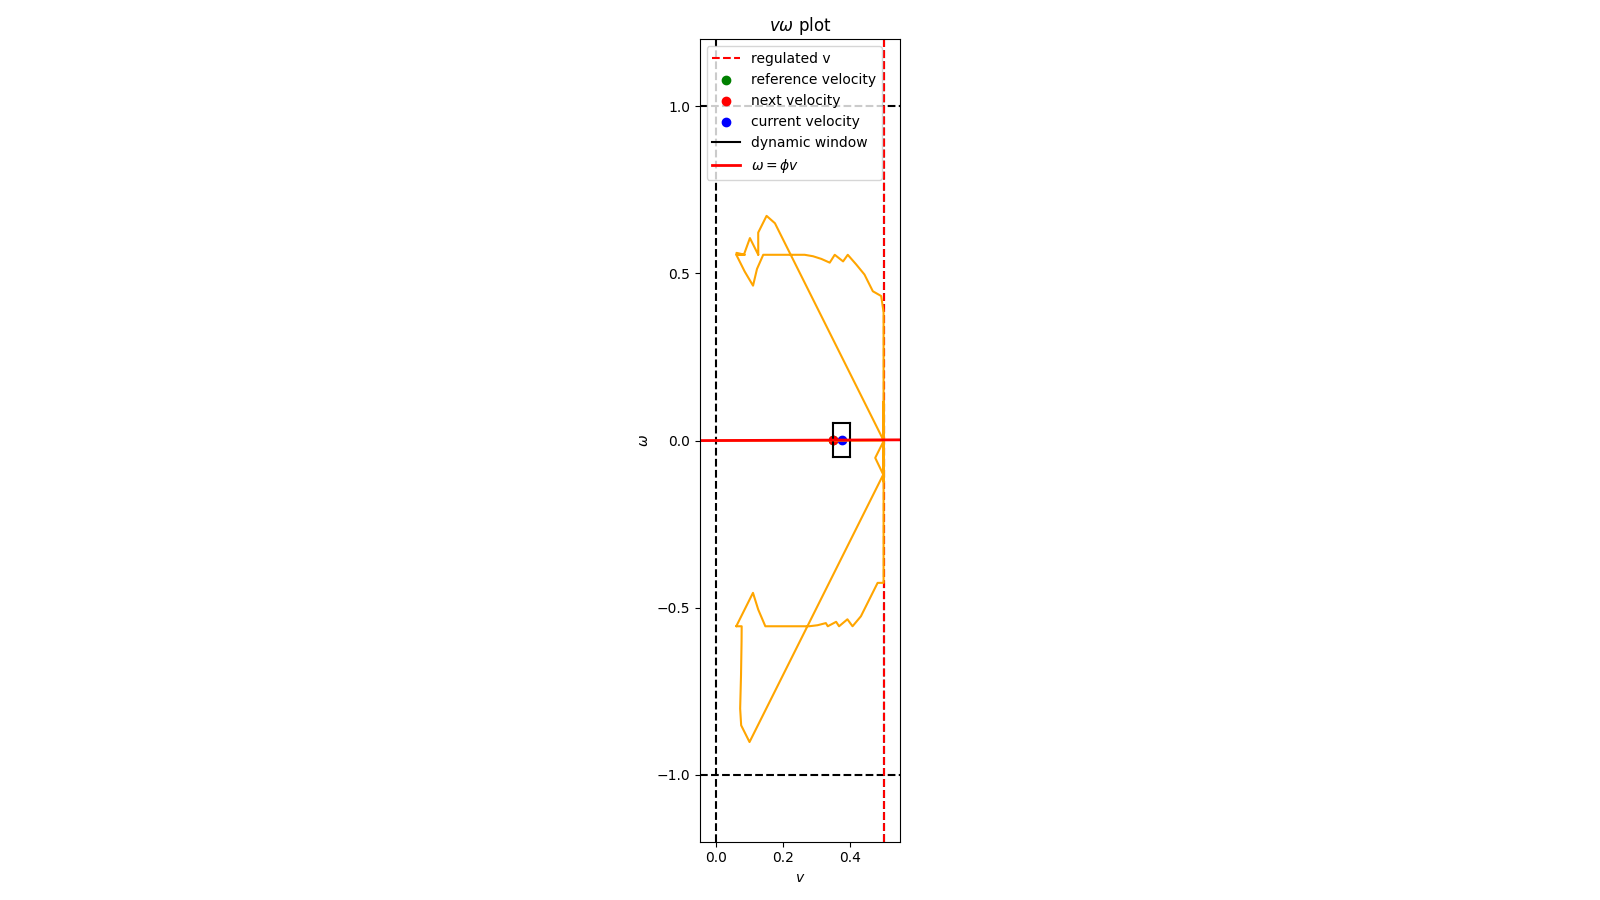 vω plot
regulated v
reference velocity
next velocity
current velocity
dynamic window
ω = ϕv
1.0
0.5
0.0
−0.5
−1.0
ω
0.0 0.2 0.4
v